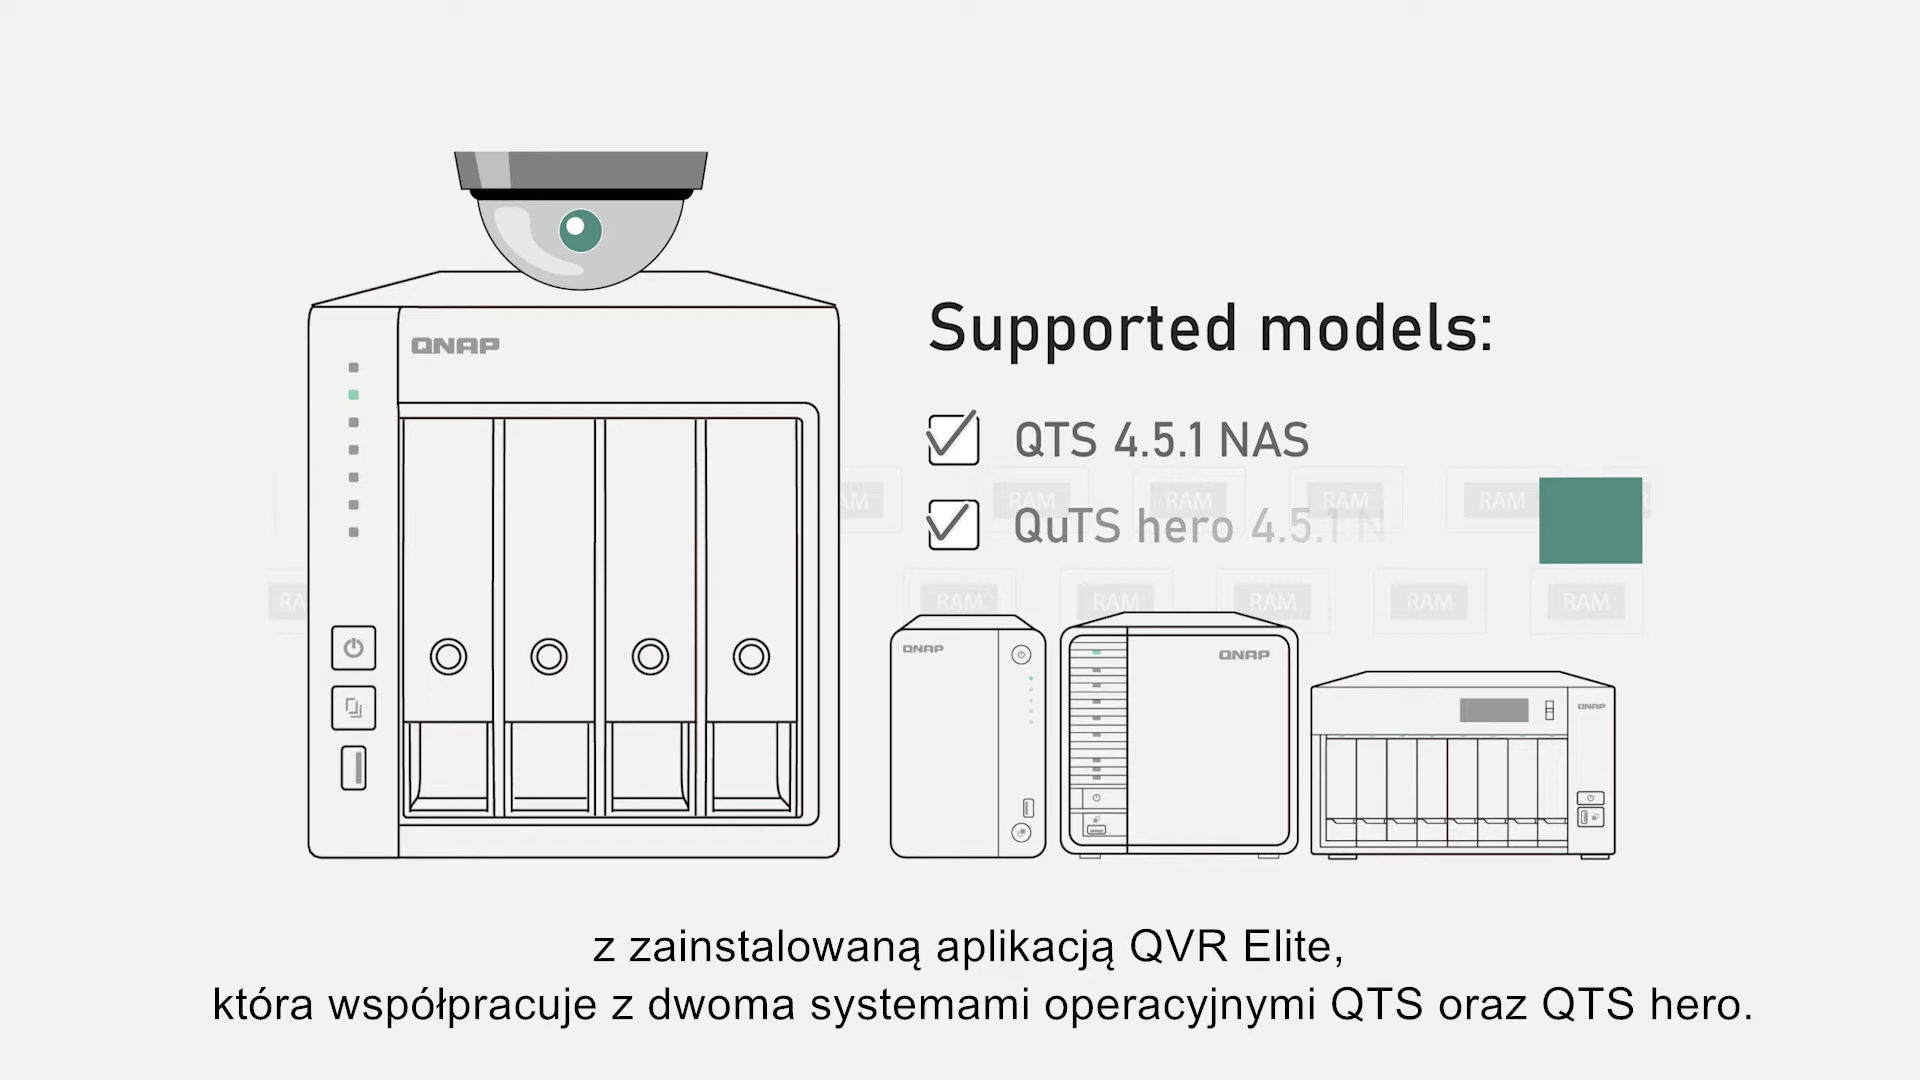 QNAP
Supported models:
QTS 4.5.1 NAS
RAM RAM RAM RAM
QuTS hero 4.5.1 N
RAM RAM RAM RAM RAM
QNAP
QNAP
QNAP
z zainstalowaną aplikacją QVR Elite,
która współpracuje z dwoma systemami operacyjnymi QTS oraz QTS hero.